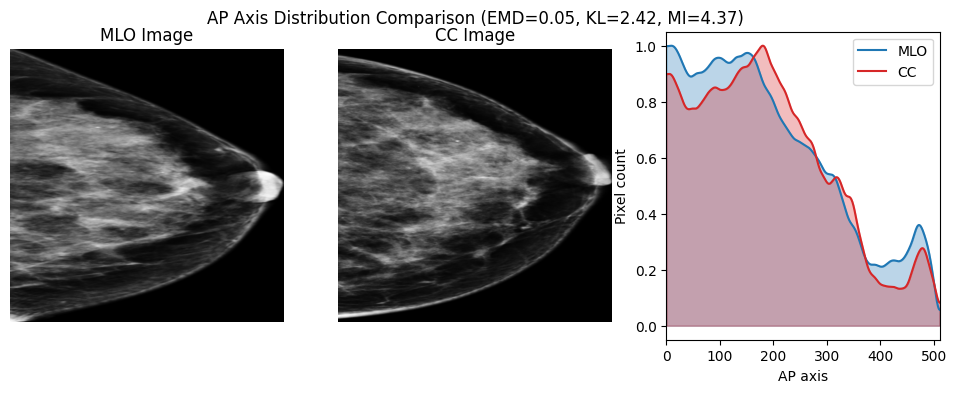 AP Axis Distribution Comparison (EMD=0.05, KL=2.42, MI=4.37)
MLO Image
CC Image
MLO
CC
Pixel count
1.0
0.8
0.6
0.4
0.2
0.0
0 100 200 300 400 500
AP axis